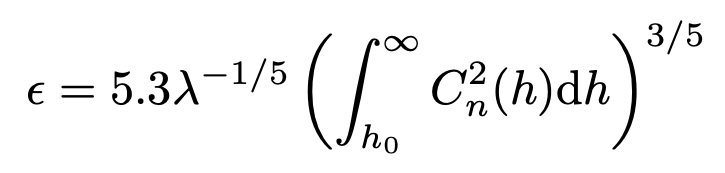 ϵ = 5.3λ^{-1/5} (∫_{h_0}^{∞} C_n^2(h)dh)^{3/5}